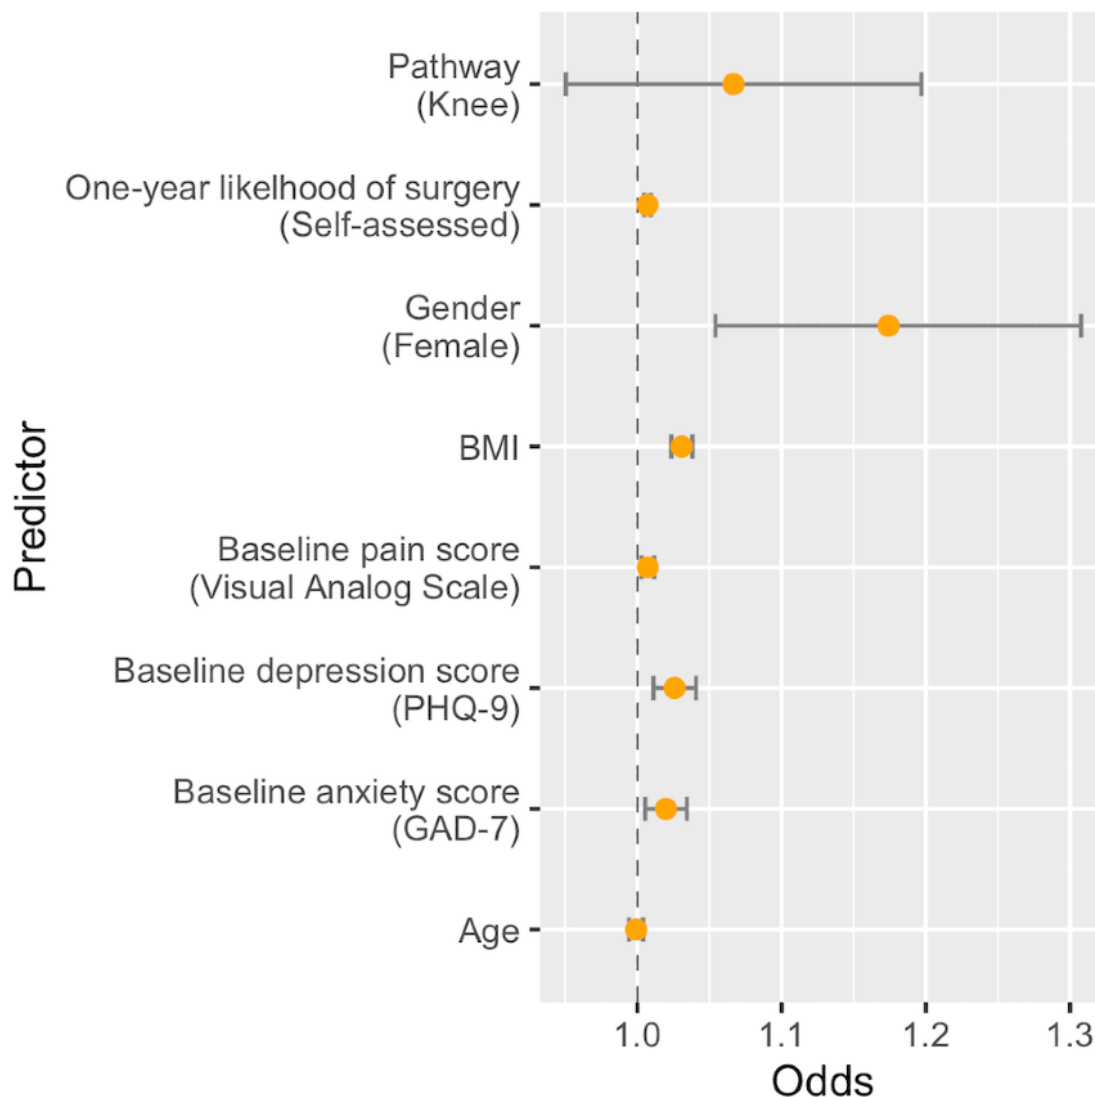 Pathway
(Knee)
One-year likelhood of surgery
(Self-assessed)
Gender
(Female)
BMI
Baseline pain score
(Visual Analog Scale)
Baseline depression score
(PHQ-9)
Baseline anxiety score
(GAD-7)
Age
Predictor
1.0 1.1 1.2 1.3
Odds